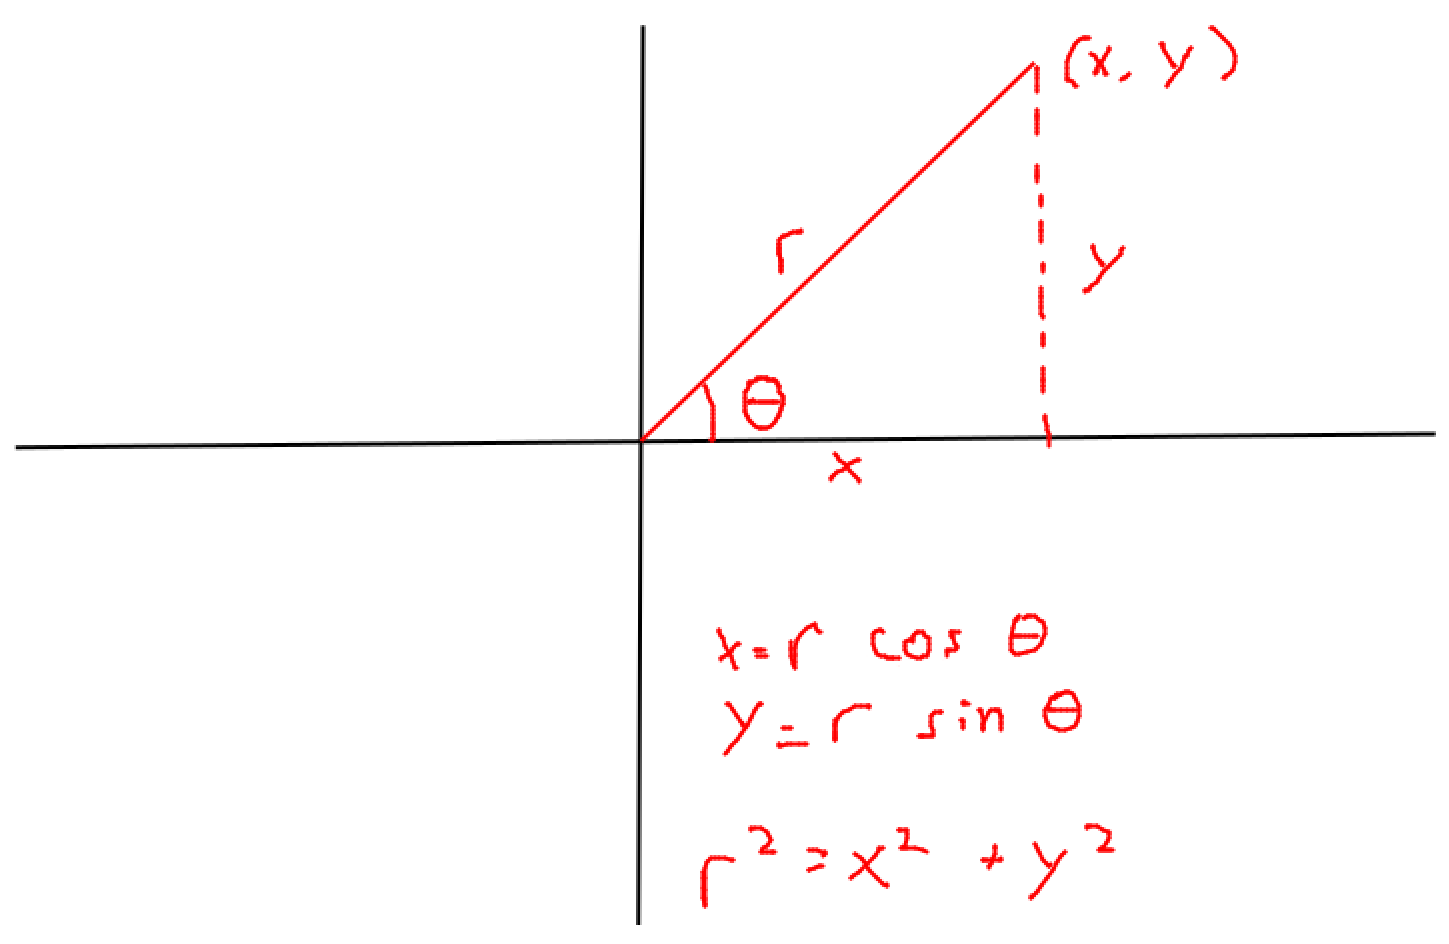 (x, y)
r
y
θ
x
x = r cos θ
y = r sin θ
r² = x² + y²